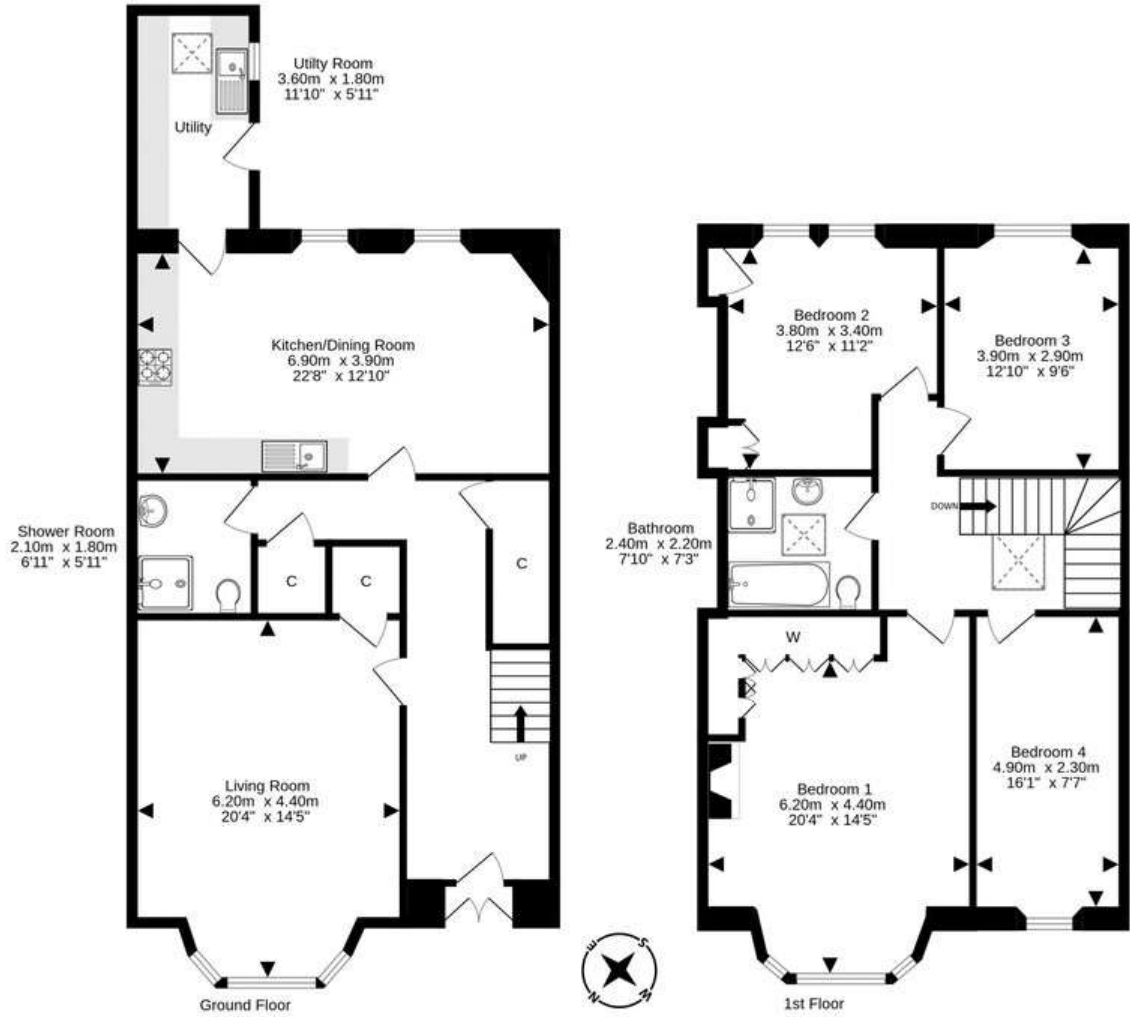 Utilty Room
3.60m x 1.80m
11'10" x 5'11"
Utility
Kitchen/Dining Room
6.90m x 3.90m
22'8" x 12'10"
Shower Room
2.10m x 1.80m
6'11" x 5'11"
C
C
C
UP
Living Room
6.20m x 4.40m
20'4" x 14'5"
Ground Floor
Bedroom 2
3.80m x 3.40m
12'6" x 11'2"
Bedroom 3
3.90m x 2.90m
12'10" x 9'6"
DOWN
Bathroom
2.40m x 2.20m
7'10" x 7'3"
W
Bedroom 1
6.20m x 4.40m
20'4" x 14'5"
Bedroom 4
4.90m x 2.30m
16'1" x 7'7"
E
S
N
W
1st Floor